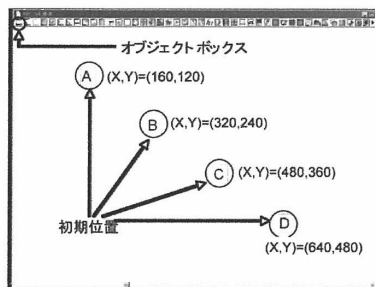 オブジェクトボックス
A (X,Y)=(160,120)
B (X,Y)=(320,240)
C (X,Y)=(480,360)
初期位置
D
(X,Y)=(640,480)